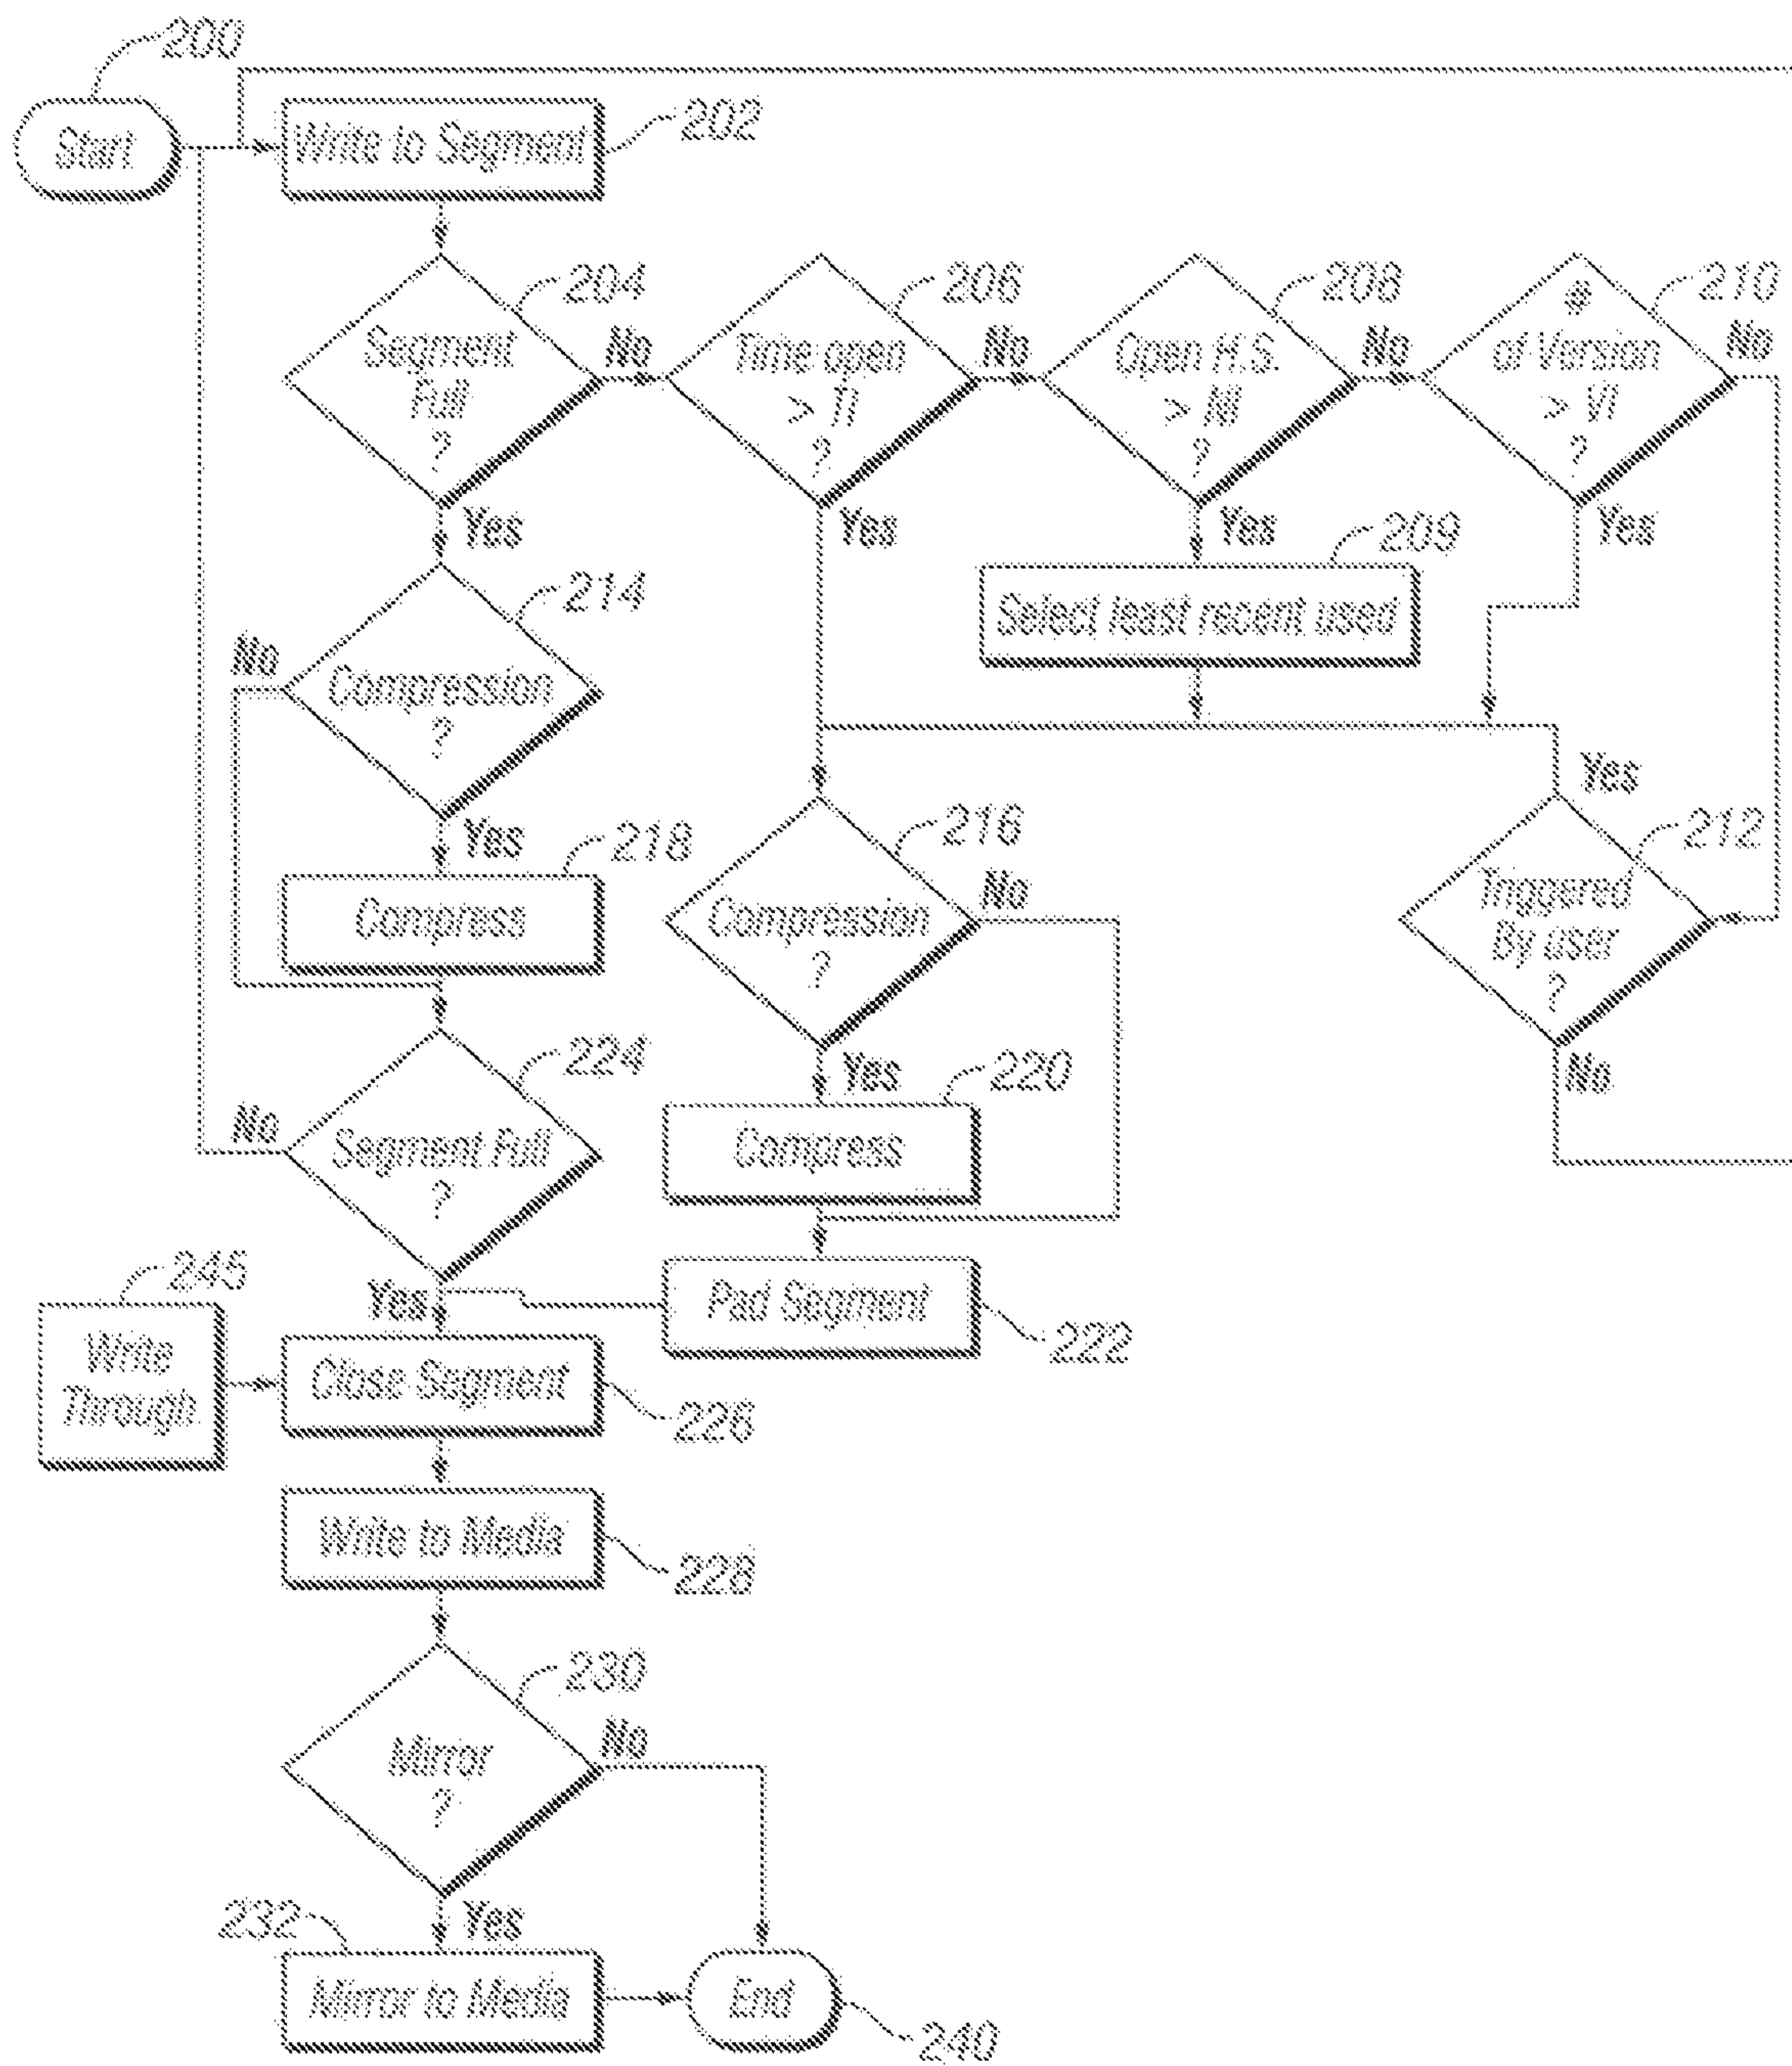 200
Start
Write to Segment
202
204
Segment
Full
?
No
Yes
206
Time open
> TI
?
No
Yes
208
Open H.S.
> NI
?
No
Yes
210
#
of Version
> VI
?
No
Yes
209
Select least recent used
214
Compression
?
No
Yes
218
Compress
216
Compression
?
No
Yes
Yes
212
Triggered
By user
?
No
224
Segment Full
?
No
Yes
220
Compress
Pad Segment
222
245
Write
Through
Close Segment
226
Write to Media
228
230
Mirror
?
No
Yes
232
Mirror to Media
End
240